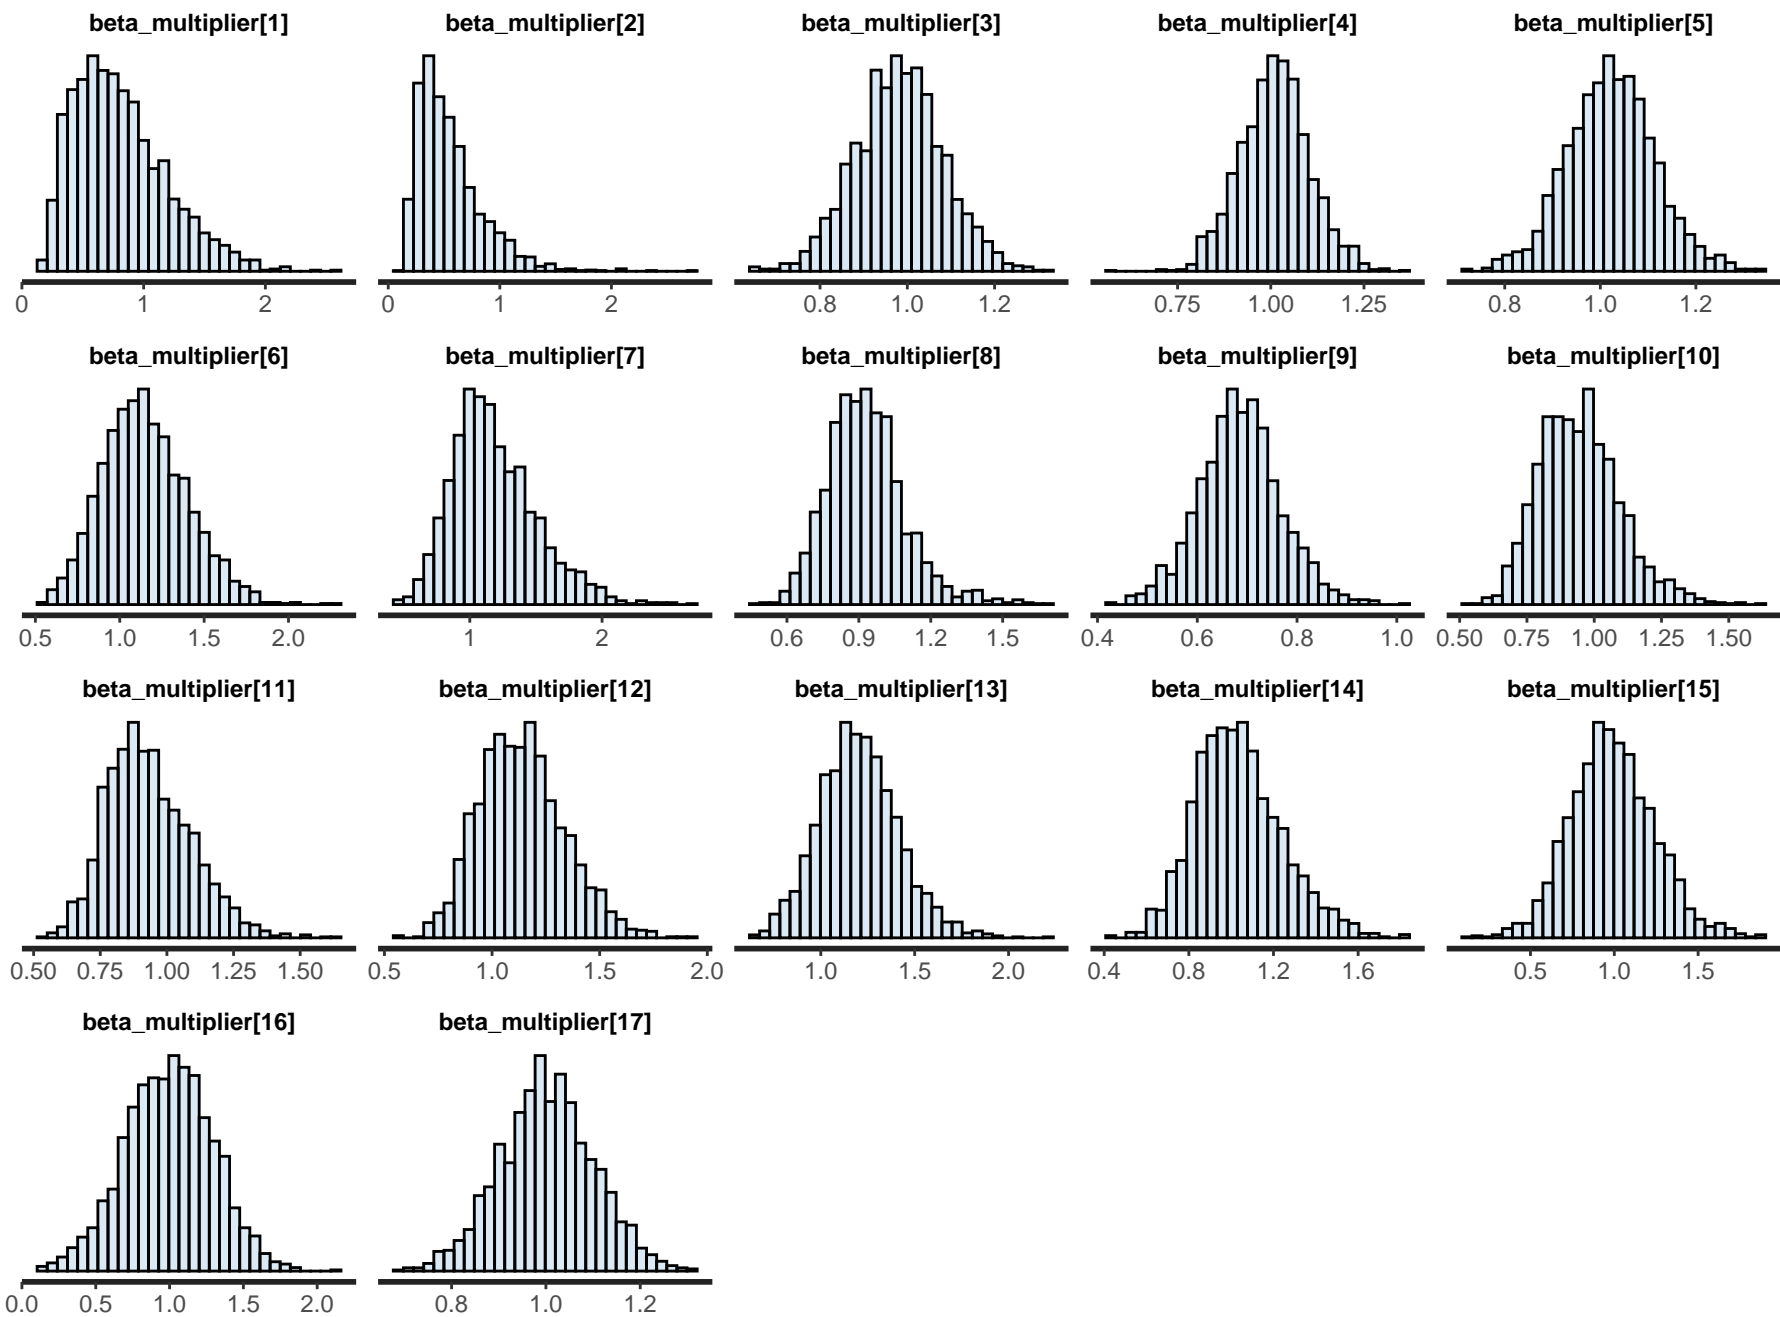 beta_multiplier[1] beta_multiplier[2] beta_multiplier[3] beta_multiplier[4] beta_multiplier[5]
0 1 2 0 1 2 0.8 1.0 1.2 0.75 1.00 1.25 0.8 1.0 1.2
beta_multiplier[6] beta_multiplier[7] beta_multiplier[8] beta_multiplier[9] beta_multiplier[10]
0.5 1.0 1.5 2.0 1 2 0.6 0.9 1.2 1.5 0.4 0.6 0.8 1.0 0.50 0.75 1.00 1.25 1.50
beta_multiplier[11] beta_multiplier[12] beta_multiplier[13] beta_multiplier[14] beta_multiplier[15]
0.50 0.75 1.00 1.25 1.50 0.5 1.0 1.5 2.0 1.0 1.5 2.0 0.4 0.8 1.2 1.6 0.5 1.0 1.5
beta_multiplier[16] beta_multiplier[17]
0.0 0.5 1.0 1.5 2.0 0.8 1.0 1.2